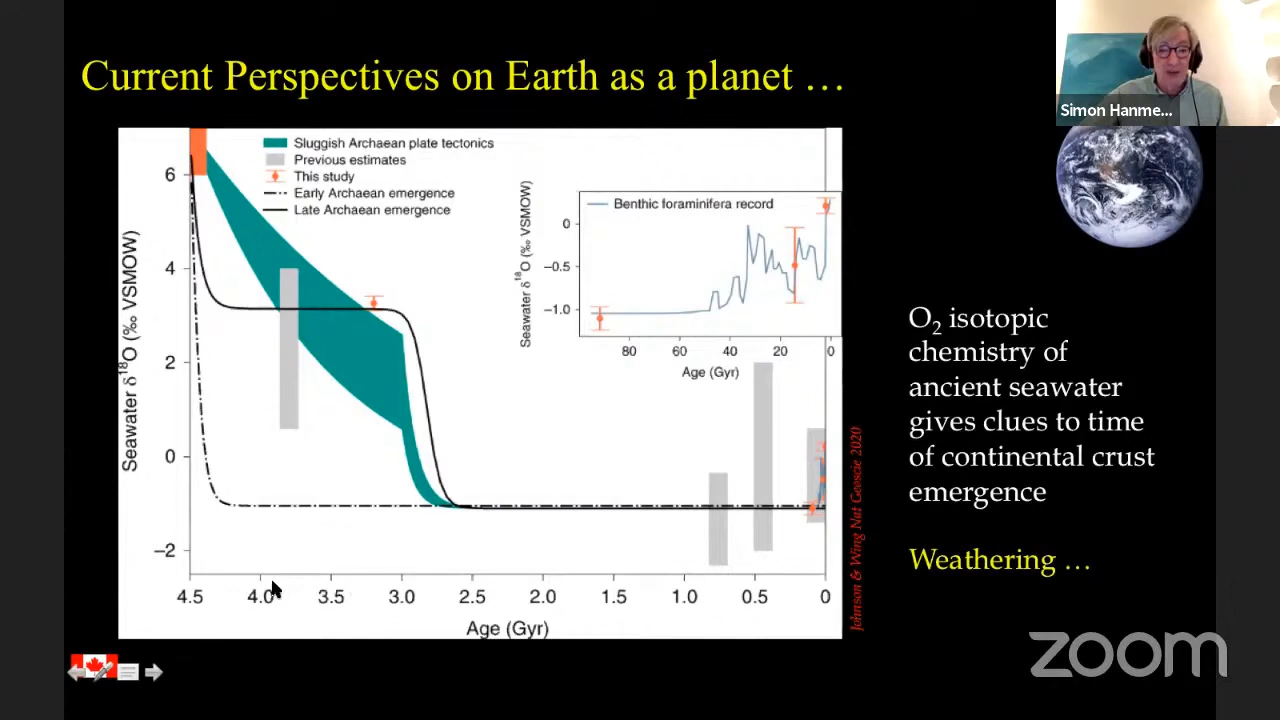 Current Perspectives on Earth as a planet …
Simon Hanme...
Sluggish Archaean plate tectonics
Previous estimates
This study
Early Archaean emergence
Late Archaean emergence
Seawater δ18O (‰ VSMOW)
6
4
2
0
−2
4.5 4.0 3.5 3.0 2.5 2.0 1.5 1.0 0.5 0
Age (Gyr)
Benthic foraminifera record
Seawater δ18O (‰ VSMOW)
0
−0.5
−1.0
80 60 40 20 0
Age (Gyr)
Johnson & Wing Nat Geoscie 2020
O2 isotopic
chemistry of
ancient seawater
gives clues to time
of continental crust
emergence
Weathering …
zoom